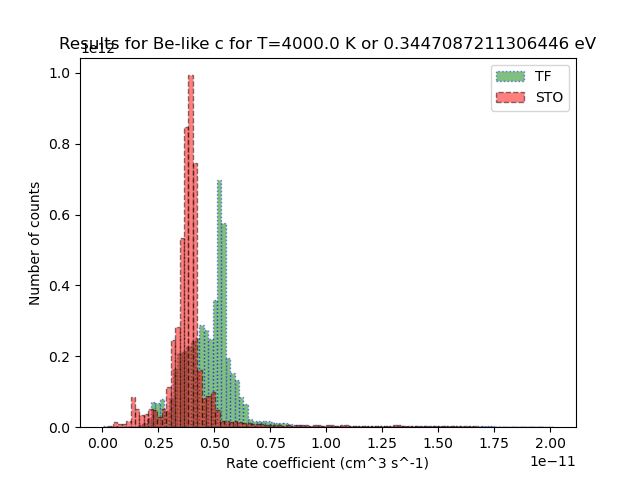 Results for Be-like c for T=4000.0 K or 0.3447087211306446 eV
1e12
TF
STO
1.0
0.8
0.6
0.4
0.2
0.0
Number of counts
0.00 0.25 0.50 0.75 1.00 1.25 1.50 1.75 2.00
Rate coefficient (cm^3 s^-1)
1e−11